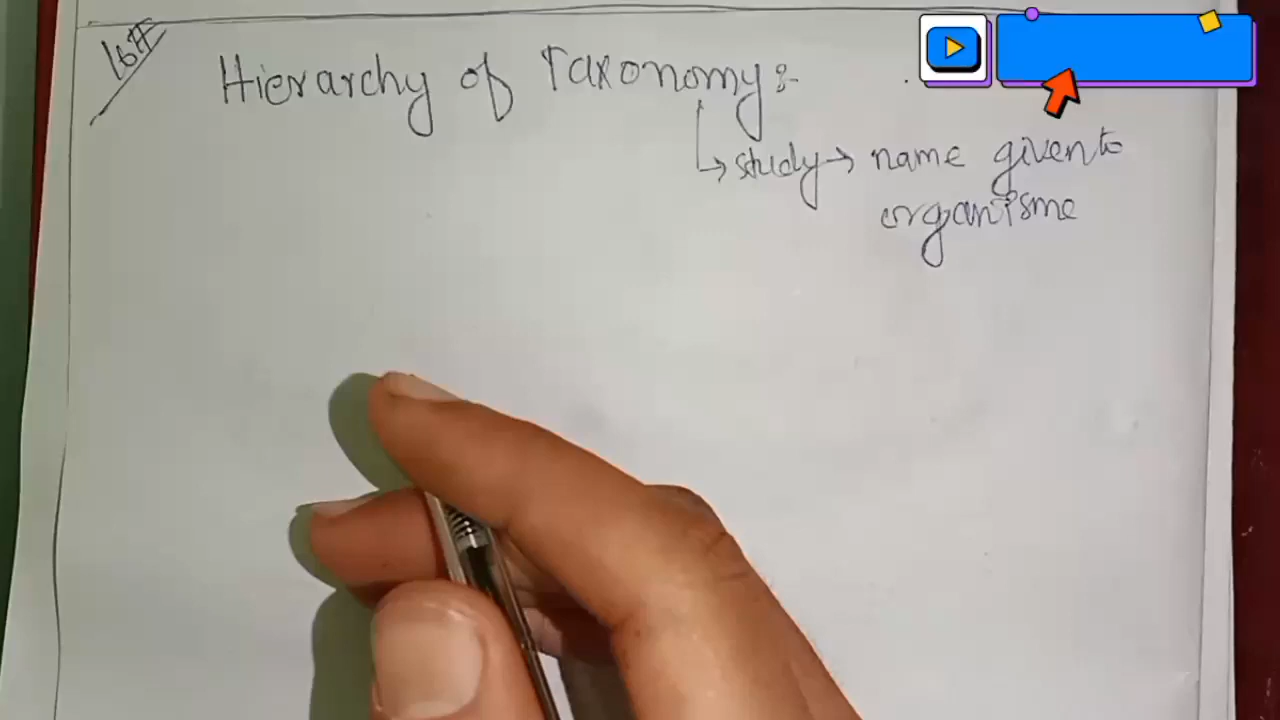 16#
Hierarchy of Taxonomy:-
↳ study → name given to
organisme